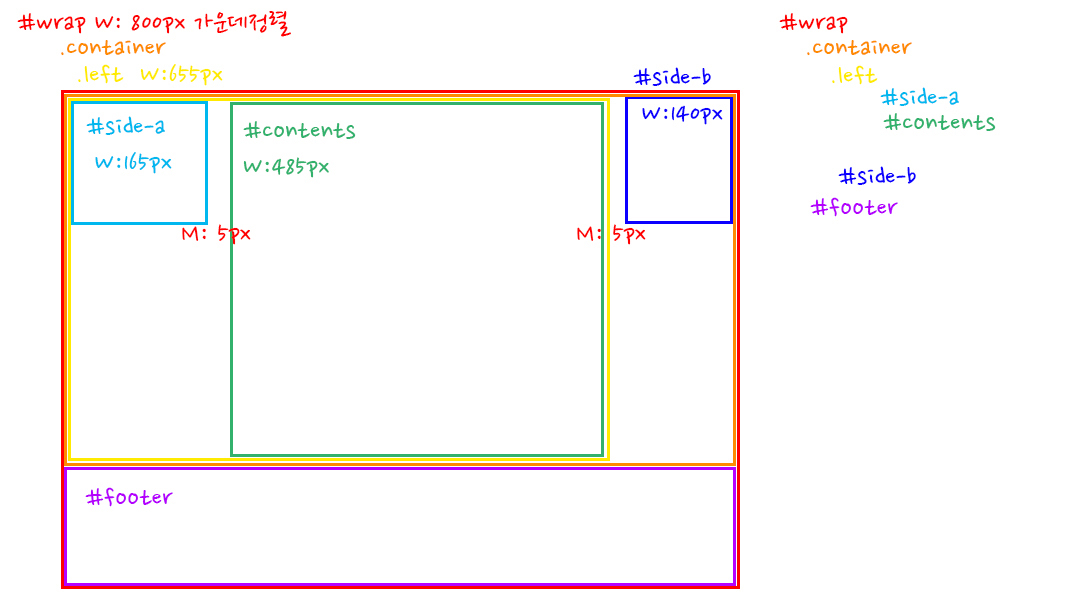 #wrap W: 800px 가운데정렬
.container
.left W:655px
#side-b
W:140px
#side-a
W:165px
#contents
W:485px
M: 5px
M: 5px
#footer
#wrap
.container
.left
#side-a
#contents
#side-b
#footer